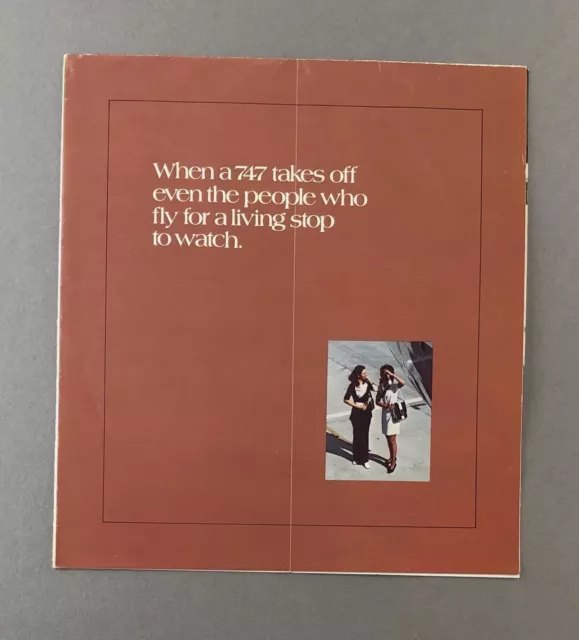 When a 747 takes off
even the people who
fly for a living stop
to watch.